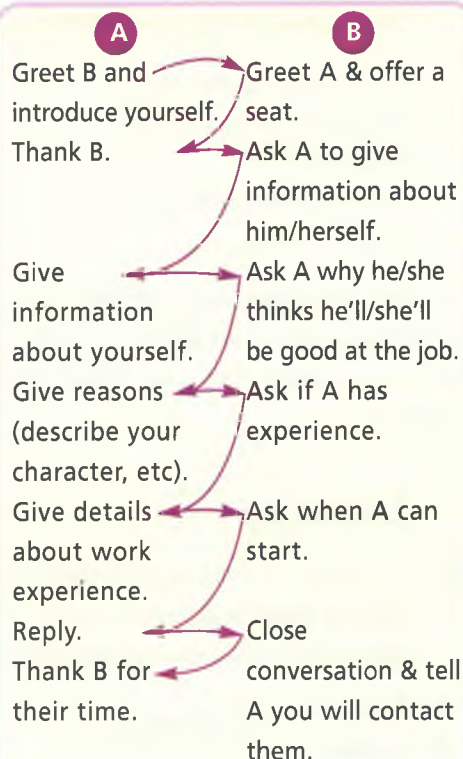 A
Greet B and
introduce yourself.
Thank B.
Give
information
about yourself.
Give reasons
(describe your
character, etc).
Give details
about work
experience.
Reply.
Thank B for
their time.
B
Greet A & offer a
seat.
Ask A to give
information about
him/herself.
Ask A why he/she
thinks he'll/she'll
be good at the job.
Ask if A has
experience.
Ask when A can
start.
Close
conversation & tell
A you will contact
them.